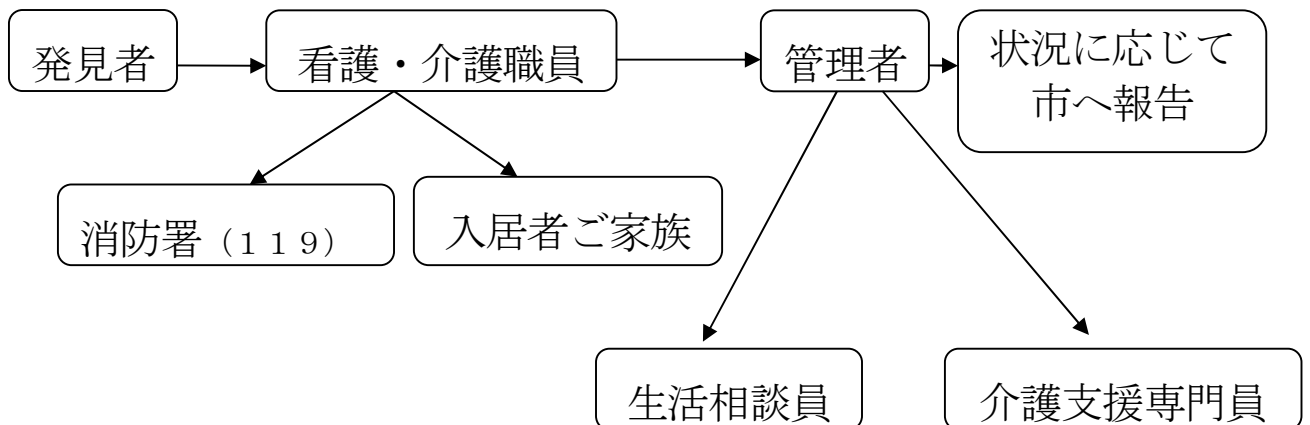 発見者
看護・介護職員
管理者
状況に応じて
市へ報告
消防署（１１９）
入居者ご家族
生活相談員
介護支援専門員